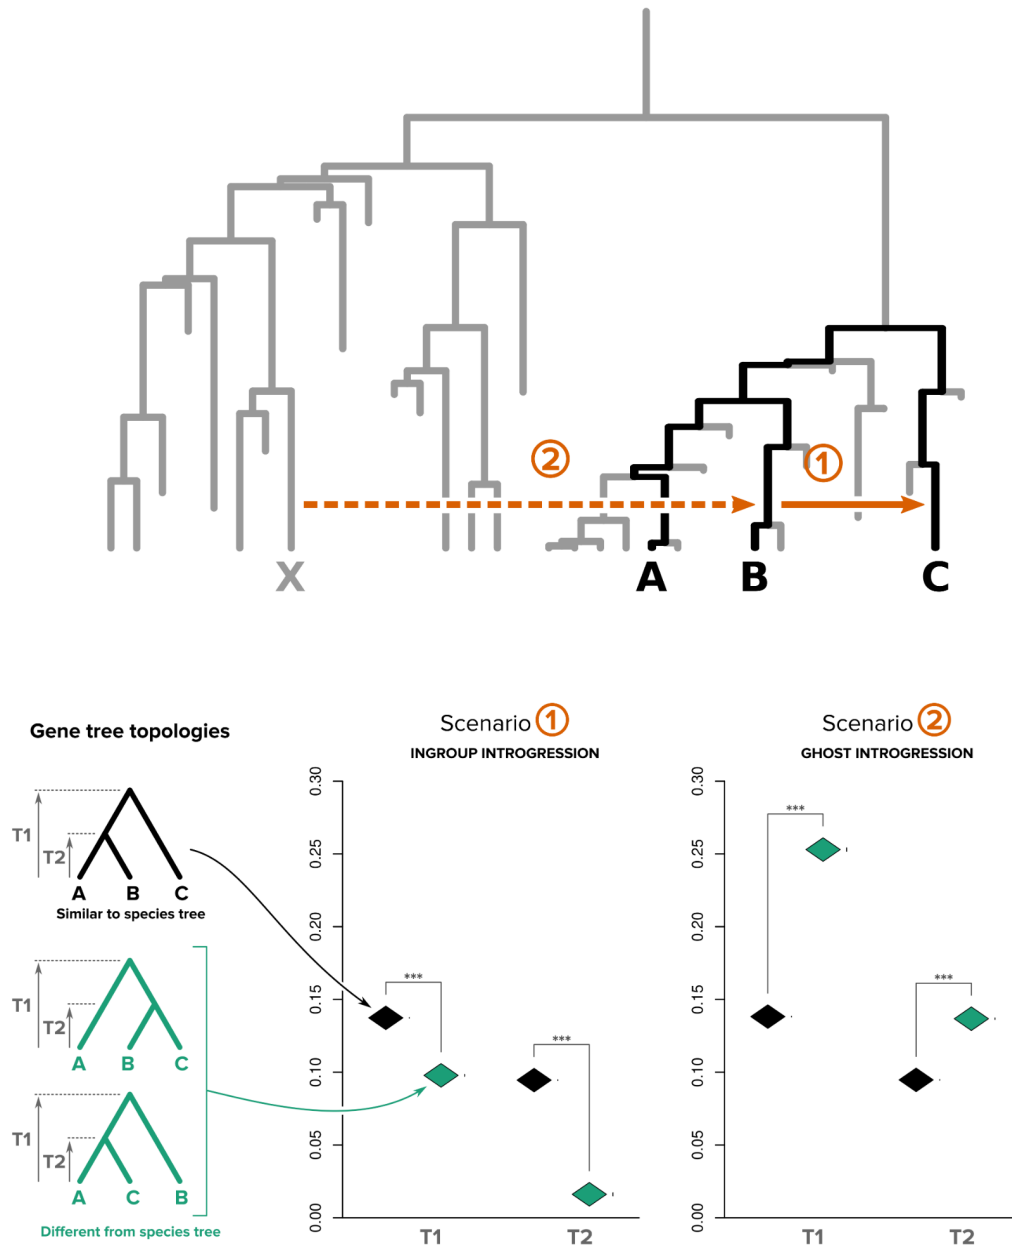 ②
①
X
A
B
C
Gene tree topologies
Scenario ①
INGROUP INTROGRESSION
Scenario ②
GHOST INTROGRESSION
T1
T2
A B C
Similar to species tree
T1
T2
A B C
T1
T2
A C B
Different from species tree
0.30
0.25
0.20
0.15
0.10
0.05
0.00
***
***
T1 T2
0.30
0.25
0.20
0.15
0.10
0.05
0.00
***
***
T1 T2